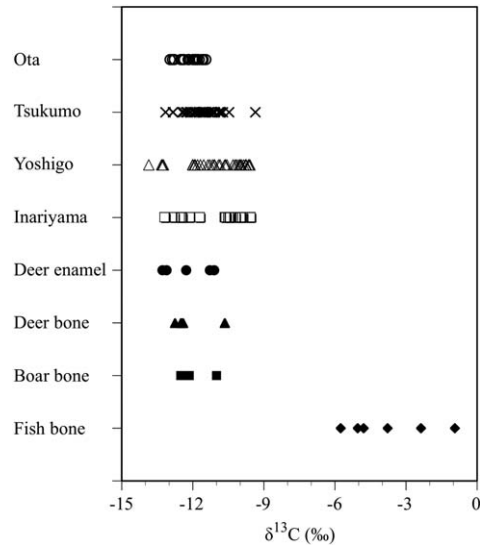 Ota
Tsukumo
Yoshigo
Inariyama
Deer enamel
Deer bone
Boar bone
Fish bone
-15 -12 -9 -6 -3 0
δ¹³C (‰)